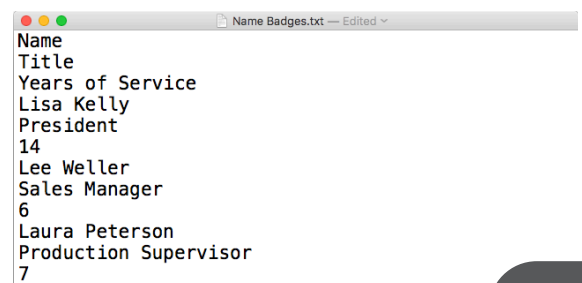 Name Badges.txt — Edited
Name
Title
Years of Service
Lisa Kelly
President
14
Lee Weller
Sales Manager
6
Laura Peterson
Production Supervisor
7